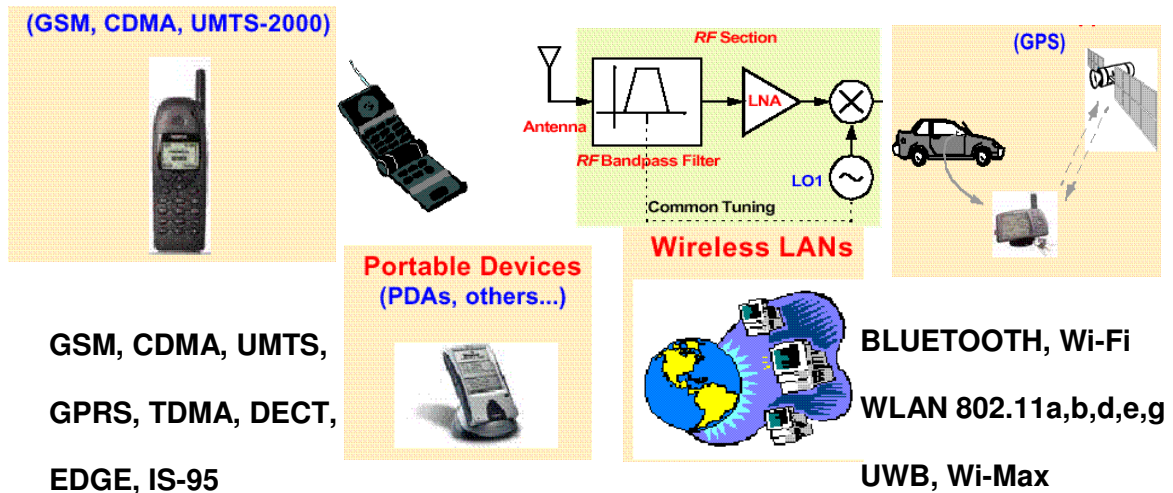 (GSM, CDMA, UMTS-2000)
RF Section
(GPS)
LNA
Antenna
RF Bandpass Filter
LO1
Common Tuning
Wireless LANs
Portable Devices
(PDAs, others...)
GSM, CDMA, UMTS,
GPRS, TDMA, DECT,
EDGE, IS-95
BLUETOOTH, Wi-Fi
WLAN 802.11a,b,d,e,g
UWB, Wi-Max